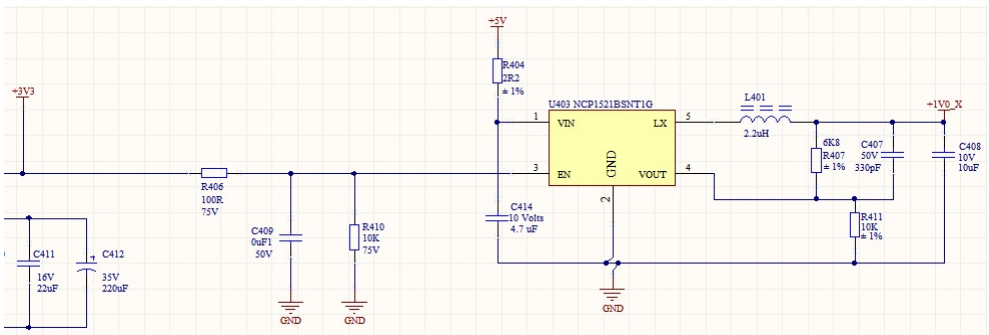 +5V
R404
2R2
± 1%
+3V3
U403 NCP1521BSNT1G
1
VIN
LX
5
3
EN
GND
VOUT
4
2
L401
2.2uH
+1V0_X
6K8
R407
± 1%
C407
50V
330pF
C408
10V
10uF
R406
100R
75V
C409
0uF1
50V
R410
10K
75V
C414
10 Volts
4.7 uF
R411
10K
± 1%
C411
16V
22uF
+
C412
35V
220uF
GND
GND
GND